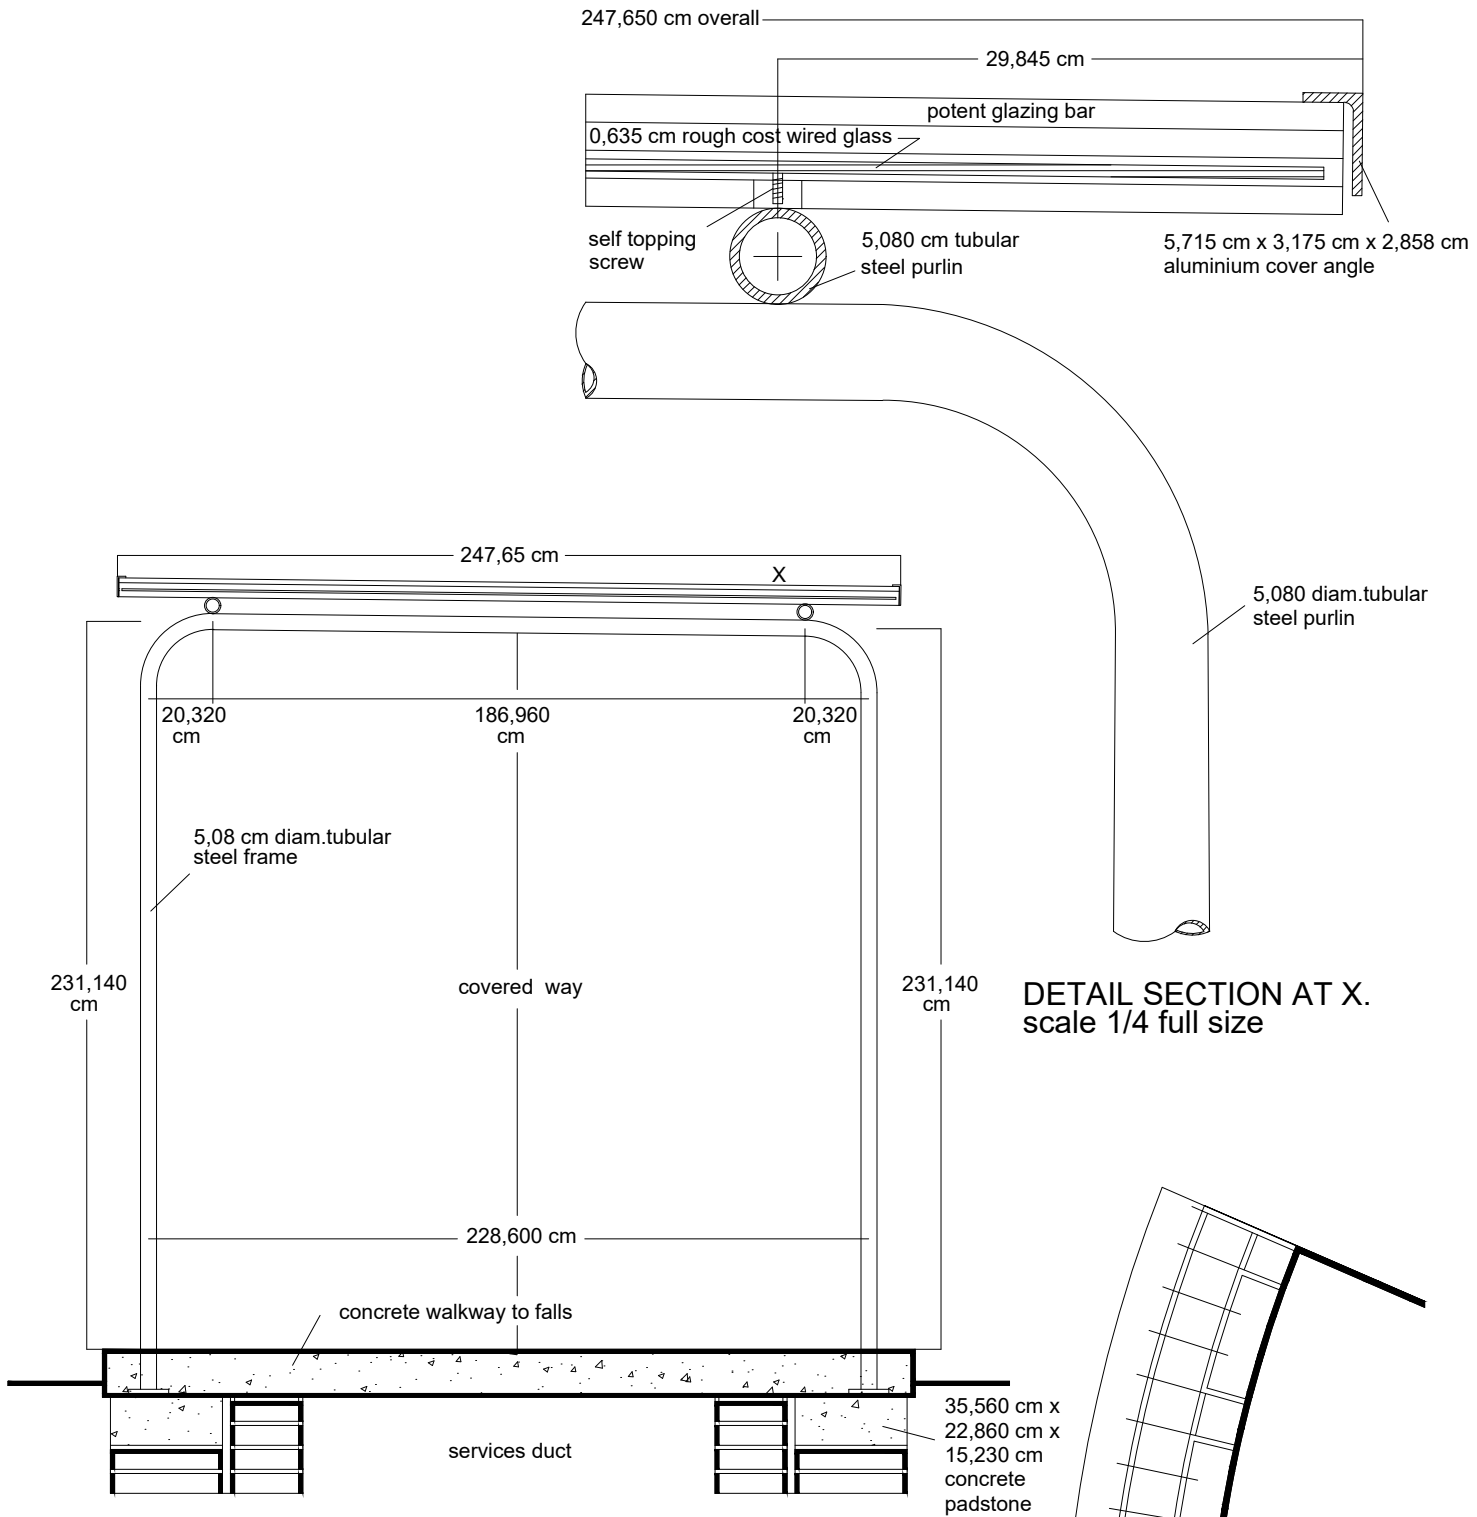 247,650 cm overall
29,845 cm
potent glazing bar
0,635 cm rough cost wired glass
self topping
screw
5,080 cm tubular
steel purlin
5,715 cm x 3,175 cm x 2,858 cm
aluminium cover angle
247,65 cm
X
5,080 diam.tubular
steel purlin
20,320
cm
186,960
cm
20,320
cm
5,08 cm diam.tubular
steel frame
231,140
cm
covered way
231,140
cm
DETAIL SECTION AT X.
scale 1/4 full size
228,600 cm
concrete walkway to falls
services duct
35,560 cm x
22,860 cm x
15,230 cm
concrete
padstone